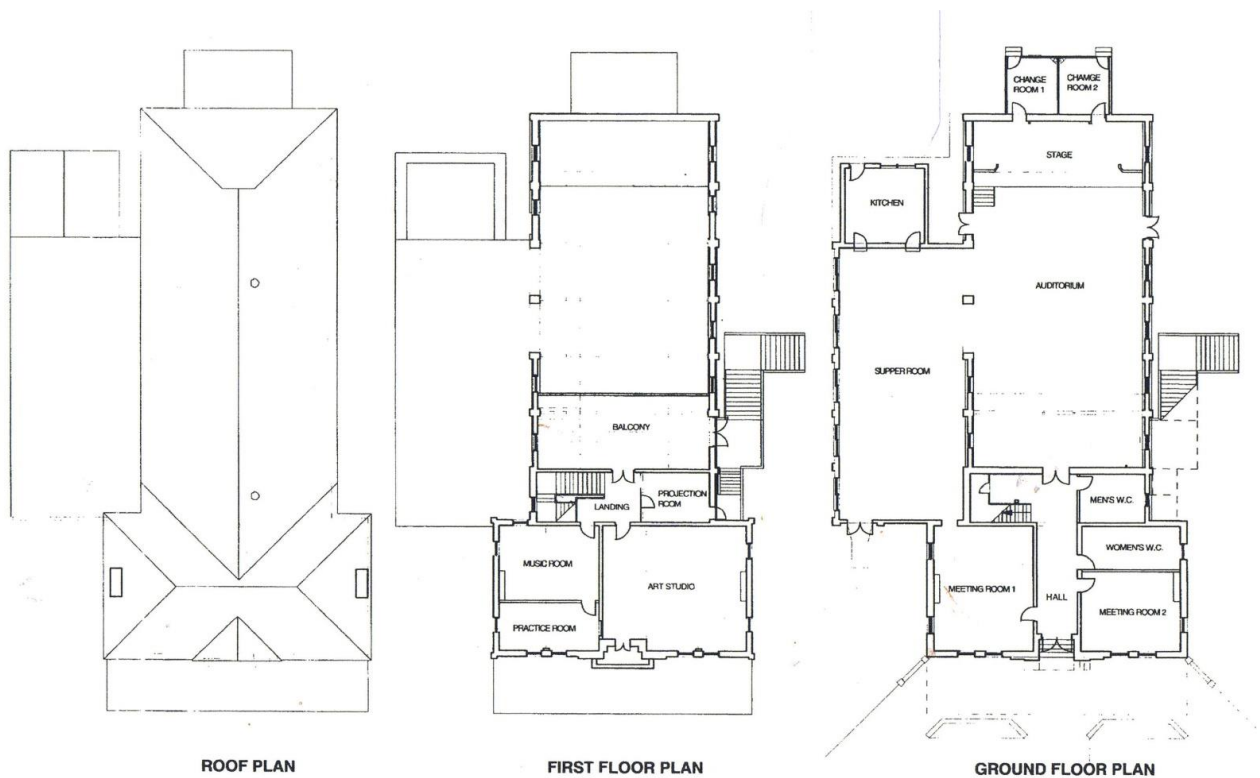 ROOF PLAN
BALCONY
LANDING
PROJECTION
ROOM
MUSIC ROOM
ART STUDIO
PRACTICE ROOM
FIRST FLOOR PLAN
CHANGE
ROOM 1
CHAMGE
ROOM 2
STAGE
KITCHEN
AUDITORIUM
SUPPER ROOM
MEN'S W.C.
WOMEN'S W.C.
MEETING ROOM 1
HALL
MEETING ROOM 2
GROUND FLOOR PLAN